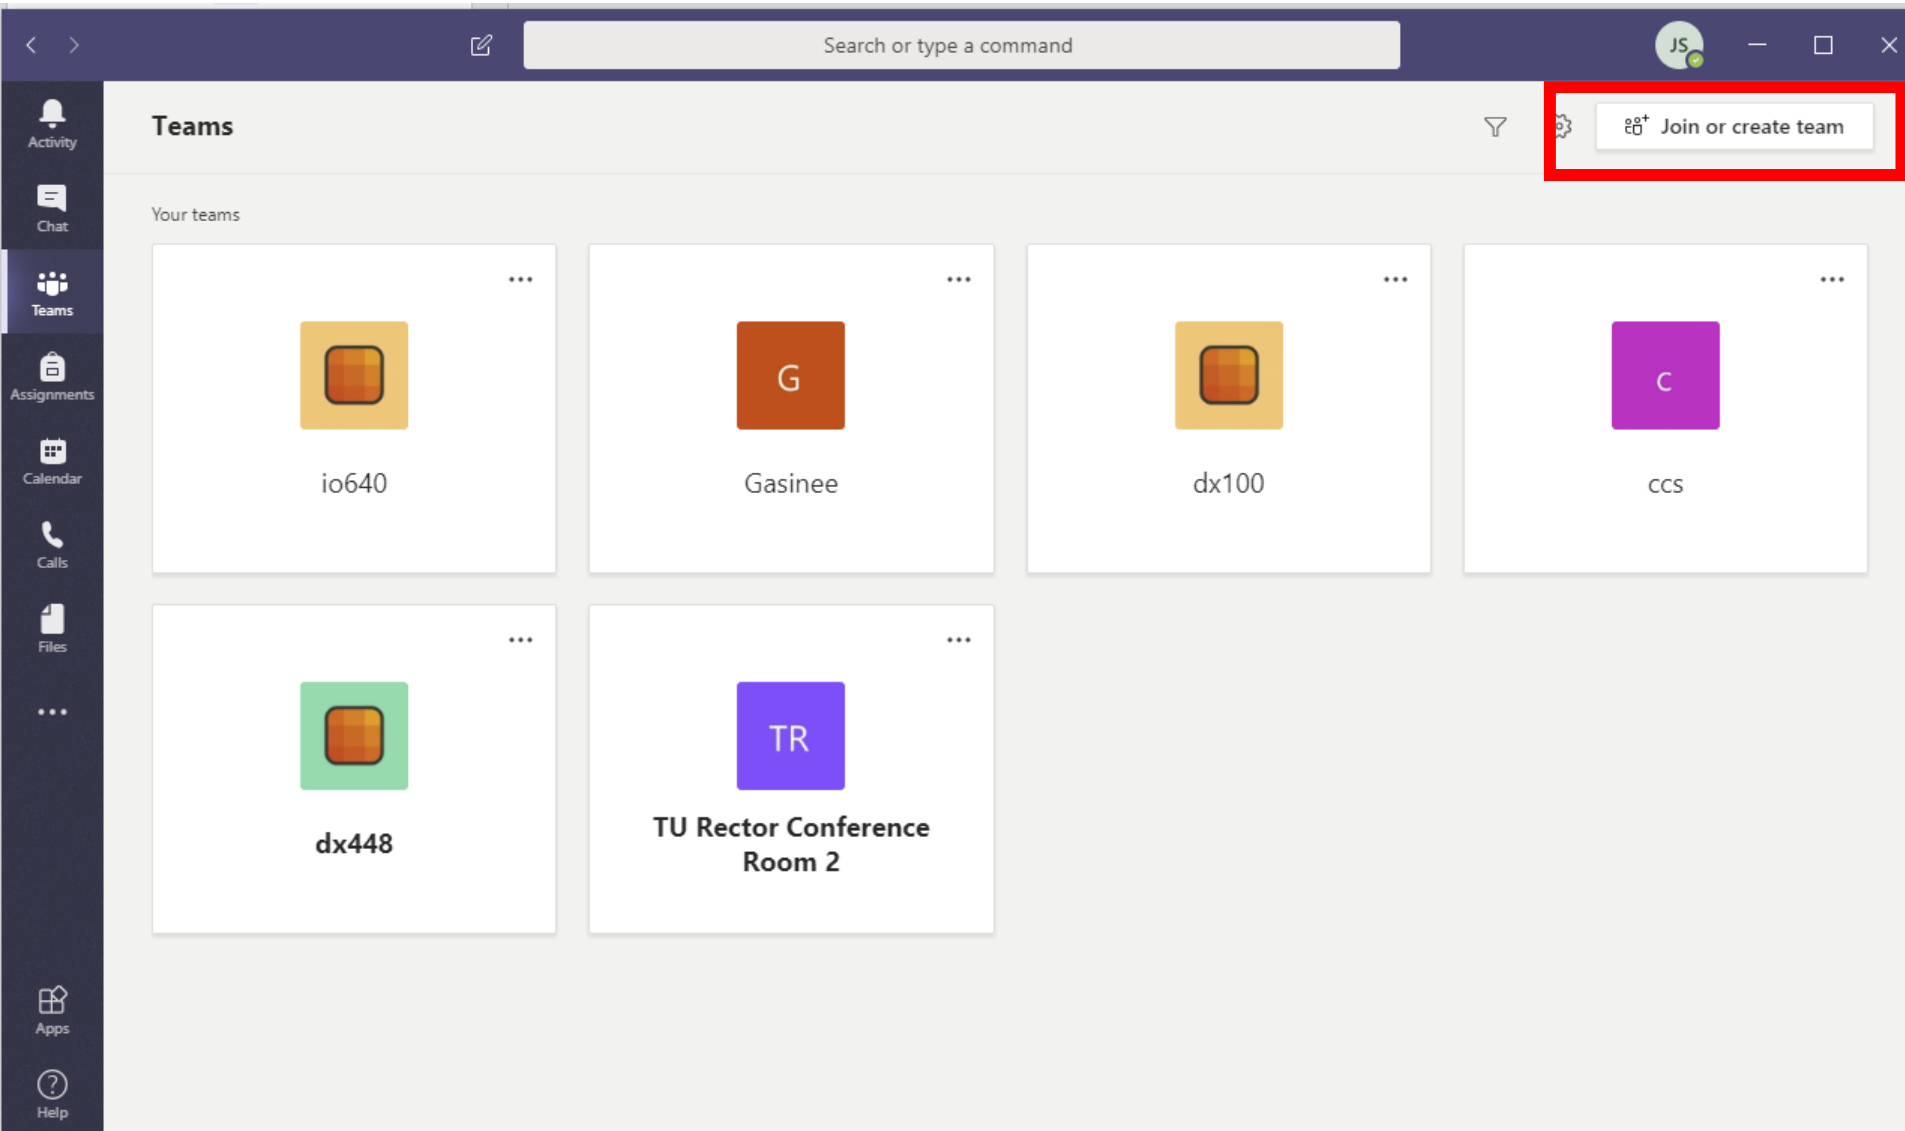 Search or type a command
JS
Activity
Chat
Teams
Assignments
Calendar
Calls
Files
Apps
Help
Teams
Join or create team
Your teams
io640
G
Gasinee
dx100
C
ccs
dx448
TR
TU Rector Conference
Room 2